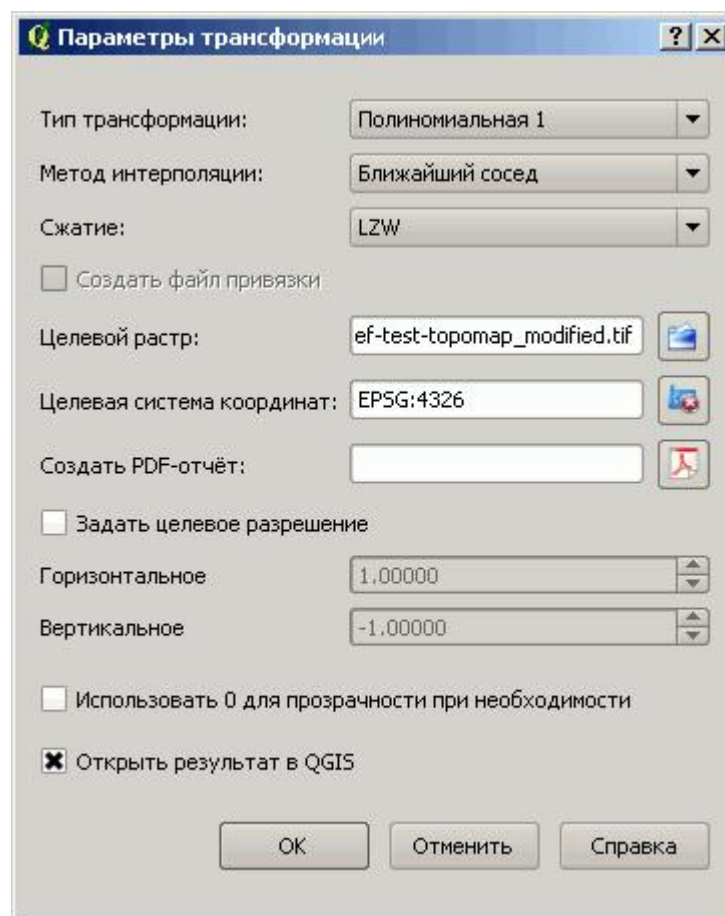 Параметры трансформации
Тип трансформации: Полиномиальная 1
Метод интерполяции: Ближайший сосед
Сжатие: LZW
Создать файл привязки
Целевой растр: ef-test-topomap_modified.tif
Целевая система координат: EPSG:4326
Создать PDF-отчёт:
Задать целевое разрешение
Горизонтальное 1.00000
Вертикальное -1.00000
Использовать 0 для прозрачности при необходимости
Открыть результат в QGIS
OK Отменить Справка